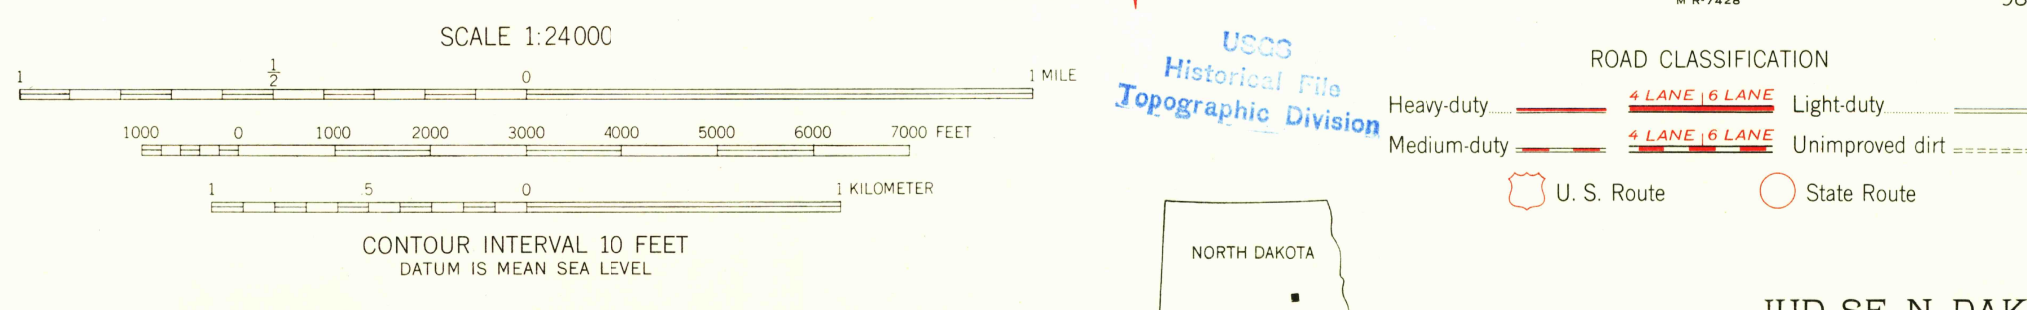 SCALE 1:24000
1 1/2 0 1 MILE
1000 0 1000 2000 3000 4000 5000 6000 7000 FEET
1 .5 0 1 KILOMETER
CONTOUR INTERVAL 10 FEET
DATUM IS MEAN SEA LEVEL
USGS
Historical File
Topographic Division
NORTH DAKOTA
ROAD CLASSIFICATION
Heavy-duty 4 LANE 6 LANE Light-duty
Medium-duty 4 LANE 6 LANE Unimproved dirt
U. S. Route State Route